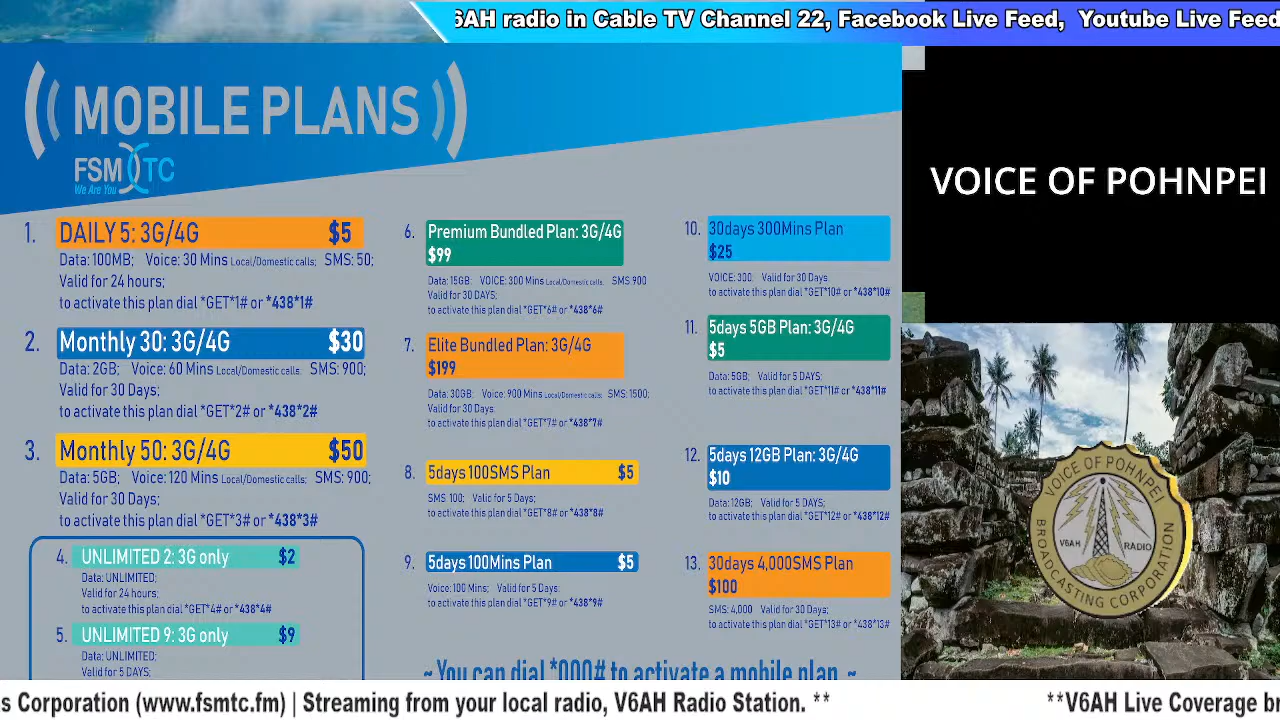 6AH radio in Cable TV Channel 22, Facebook Live Feed, Youtube Live Feed
MOBILE PLANS
FSMTC
We Are You
1. DAILY 5: 3G/4G $5
Data: 100MB; Voice: 30 Mins Local/Domestic calls; SMS: 50;
Valid for 24 hours;
to activate this plan dial *GET*1# or *438*1#
2. Monthly 30: 3G/4G $30
Data: 2GB; Voice: 60 Mins Local/Domestic calls. SMS: 900;
Valid for 30 Days;
to activate this plan dial *GET*2# or *438*2#
3. Monthly 50: 3G/4G $50
Data: 5GB; Voice: 120 Mins Local/Domestic calls; SMS: 900;
Valid for 30 Days;
to activate this plan dial *GET*3# or *438*3#
4. UNLIMITED 2: 3G only $2
Data: UNLIMITED;
Valid for 24 hours;
to activate this plan dial *GET*4# or *438*4#
5. UNLIMITED 9: 3G only $9
Data: UNLIMITED;
Valid for 5 DAYS;
6. Premium Bundled Plan: 3G/4G
$99
Data: 15GB; VOICE: 300 Mins Local/Domestic calls. SMS 900
Valid for 30 DAYS;
to activate this plan dial *GET*6# or *438*6#
7. Elite Bundled Plan: 3G/4G
$199
Data: 30GB; Voice: 900 Mins Local/Domestic calls; SMS: 1500;
Valid for 30 Days;
to activate this plan dial *GET*7# or *438*7#
8. 5days 100SMS Plan $5
SMS 100; Valid for 5 Days;
to activate this plan dial *GET*8# or *438*8#
9. 5days 100Mins Plan $5
Voice: 100 Mins; Valid for 5 Days;
to activate this plan dial *GET*9# or *438*9#
10. 30days 300Mins Plan
$25
VOICE: 300 Valid for 30 Days;
to activate this plan dial *GET*10# or *438*10#
11. 5days 5GB Plan: 3G/4G
$5
Data: 5GB; Valid for 5 DAYS;
to activate this plan dial *GET*11# or *438*11#
12. 5days 12GB Plan: 3G/4G
$10
Data: 12GB; Valid for 5 DAYS;
to activate this plan dial *GET*12# or *438*12#
13. 30days 4,000SMS Plan
$100
SMS: 4,000 Valid for 30 Days;
to activate this plan dial *GET*13# or *438*13#
~ You can dial *000# to activate a mobile plan ~
VOICE OF POHNPEI
VOICE OF POHNPEI
V6AH RADIO
BROADCASTING CORPORATION
s Corporation (www.fsmtc.fm) | Streaming from your local radio, V6AH Radio Station. ** **V6AH Live Coverage br